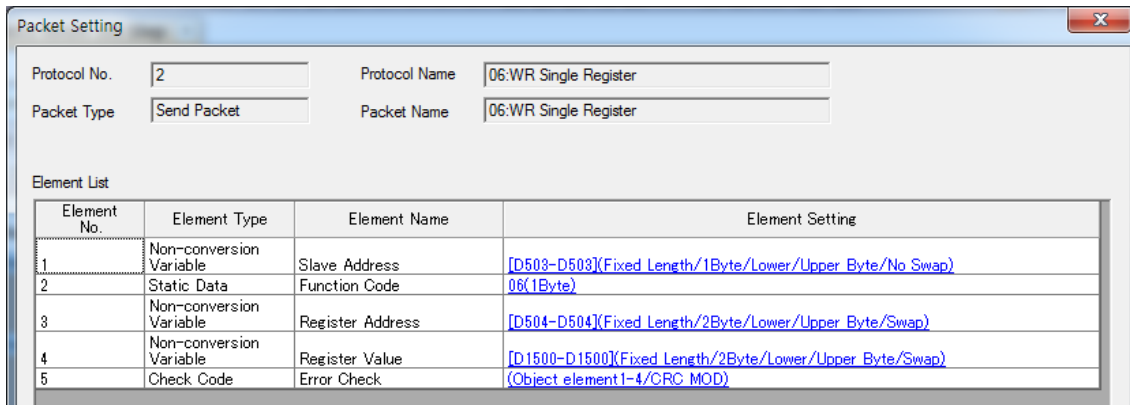 Packet Setting
Protocol No. 2 Protocol Name 06:WR Single Register
Packet Type Send Packet Packet Name 06:WR Single Register
Element List
Element No. Element Type Element Name Element Setting
1 Non-conversion Variable Slave Address [D503-D503](Fixed Length/1Byte/Lower/Upper Byte/No Swap)
2 Static Data Function Code 06(1Byte)
3 Non-conversion Variable Register Address [D504-D504](Fixed Length/2Byte/Lower/Upper Byte/Swap)
4 Non-conversion Variable Register Value [D1500-D1500](Fixed Length/2Byte/Lower/Upper Byte/Swap)
5 Check Code Error Check (Object element1-4/CRC MOD)